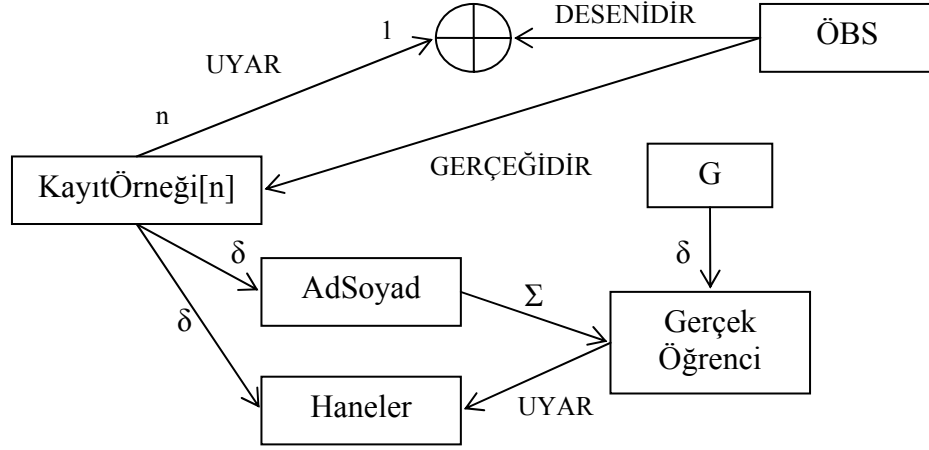 DESENİDİR
1
ÖBS
UYAR
n
GERÇEĞİDİR
G
KayıtÖrneği[n]
δ
δ
AdSoyad
Σ
Gerçek
Öğrenci
δ
Haneler
UYAR